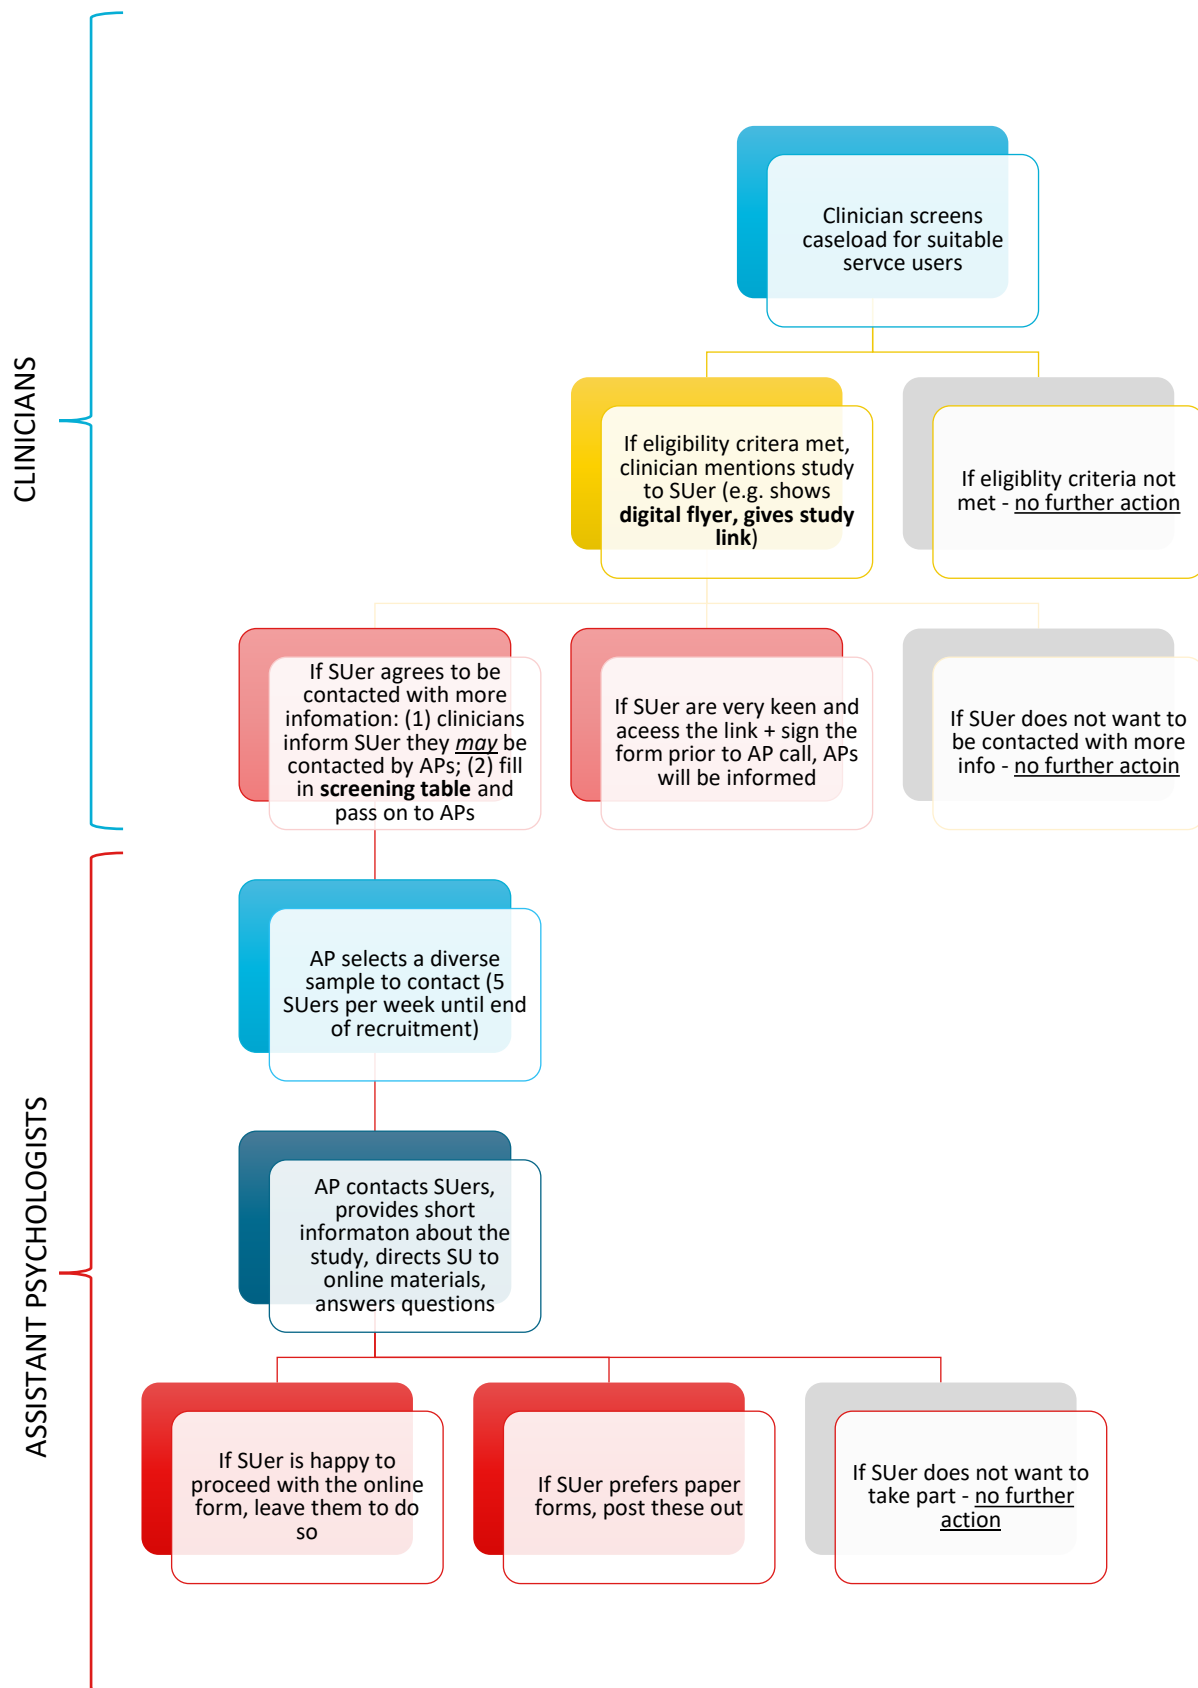 CLINICIANS
Clinician screens
caseload for suitable
servce users
If eligibility critera met,
clinician mentions study
to SUer (e.g. shows
digital flyer, gives study
link)
If eligiblity criteria not
met - no further action
If SUer agrees to be
contacted with more
infomation: (1) clinicians
inform SUer they may be
contacted by APs; (2) fill
in screening table and
pass on to APs
If SUer are very keen and
aceess the link + sign the
form prior to AP call, APs
will be informed
If SUer does not want to
be contacted with more
info - no further actoin
ASSISTANT PSYCHOLOGISTS
AP selects a diverse
sample to contact (5
SUers per week until end
of recruitment)
AP contacts SUers,
provides short
informaton about the
study, directs SU to
online materials,
answers questions
If SUer is happy to
proceed with the online
form, leave them to do
so
If SUer prefers paper
forms, post these out
If SUer does not want to
take part - no further
action